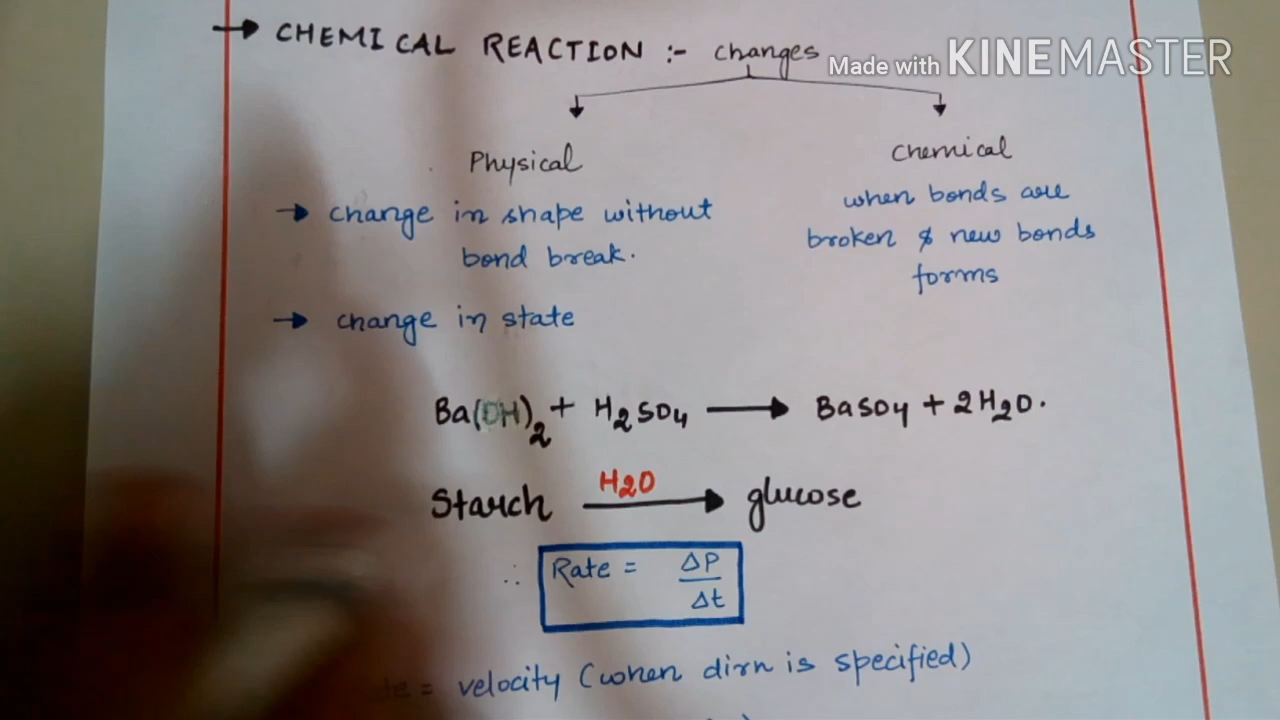 → CHEMICAL REACTION :- changes
Made with KINEMASTER
Physical
Chemical
→ change in shape without
bond break.
when bonds are
broken & new bonds
forms
→ change in state
Ba(OH)₂ + H₂SO₄ → BaSO₄ + 2H₂O.
Starch H₂O→ glucose
∴ Rate = ΔP/Δt
= velocity (when dirn is specified)